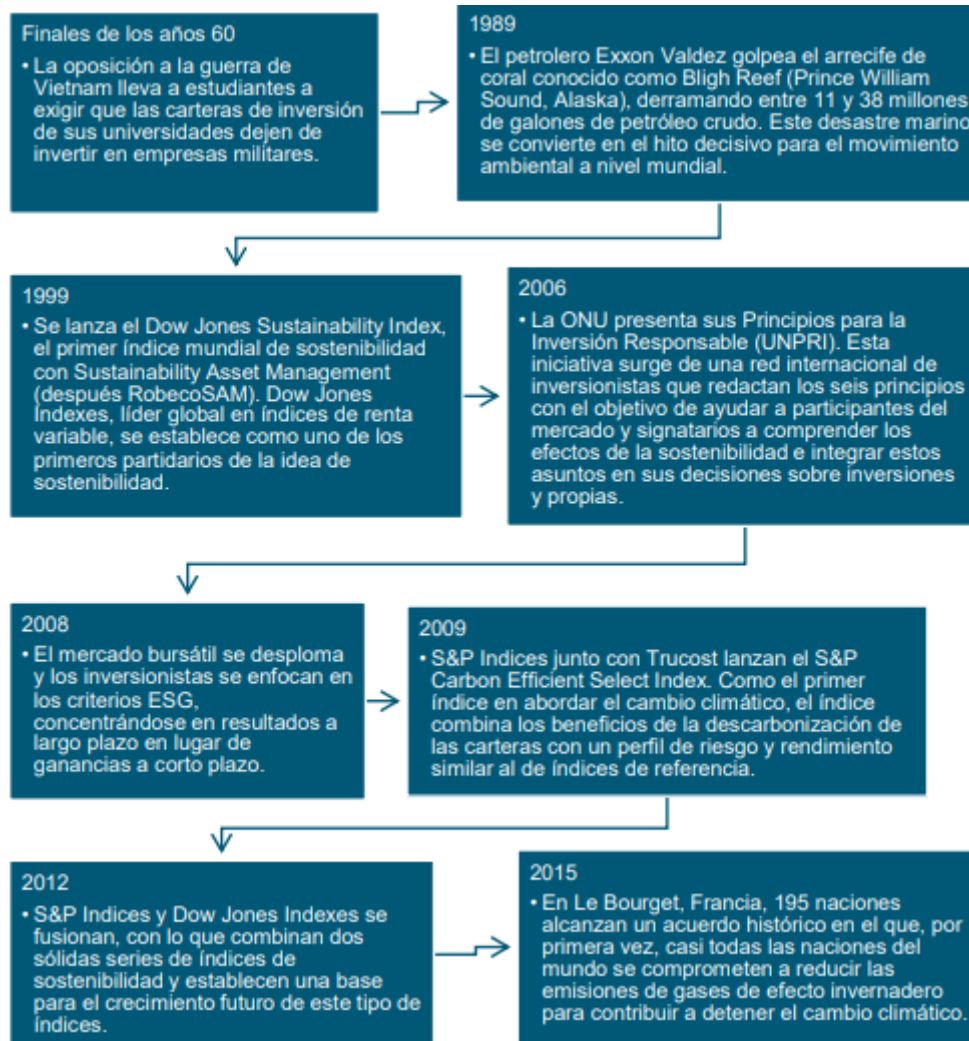 Finales de los años 60
• La oposición a la guerra de
Vietnam lleva a estudiantes a
exigir que las carteras de inversión
de sus universidades dejen de
invertir en empresas militares.
1989
• El petrolero Exxon Valdez golpea el arrecife de
coral conocido como Bligh Reef (Prince William
Sound, Alaska), derramando entre 11 y 38 millones
de galones de petróleo crudo. Este desastre marino
se convierte en el hito decisivo para el movimiento
ambiental a nivel mundial.
1999
• Se lanza el Dow Jones Sustainability Index,
el primer índice mundial de sostenibilidad
con Sustainability Asset Management
(después RobecoSAM). Dow Jones
Indexes, líder global en índices de renta
variable, se establece como uno de los
primeros partidarios de la idea de
sostenibilidad.
2006
• La ONU presenta sus Principios para la
Inversión Responsable (UNPRI). Esta
iniciativa surge de una red internacional de
inversionistas que redactan los seis principios
con el objetivo de ayudar a participantes del
mercado y signatarios a comprender los
efectos de la sostenibilidad e integrar estos
asuntos en sus decisiones sobre inversiones
y propias.
2008
• El mercado bursátil se desploma
y los inversionistas se enfocan en
los criterios ESG,
concentrándose en resultados a
largo plazo en lugar de
ganancias a corto plazo.
2009
• S&P Indices junto con Trucost lanzan el S&P
Carbon Efficient Select Index. Como el primer
índice en abordar el cambio climático, el índice
combina los beneficios de la descarbonización de
las carteras con un perfil de riesgo y rendimiento
similar al de índices de referencia.
2012
• S&P Indices y Dow Jones Indexes se
fusionan, con lo que combinan dos
sólidas series de índices de
sostenibilidad y establecen una base
para el crecimiento futuro de este tipo de
índices.
2015
• En Le Bourget, Francia, 195 naciones
alcanzan un acuerdo histórico en el que, por
primera vez, casi todas las naciones del
mundo se comprometen a reducir las
emisiones de gases de efecto invernadero
para contribuir a detener el cambio climático.